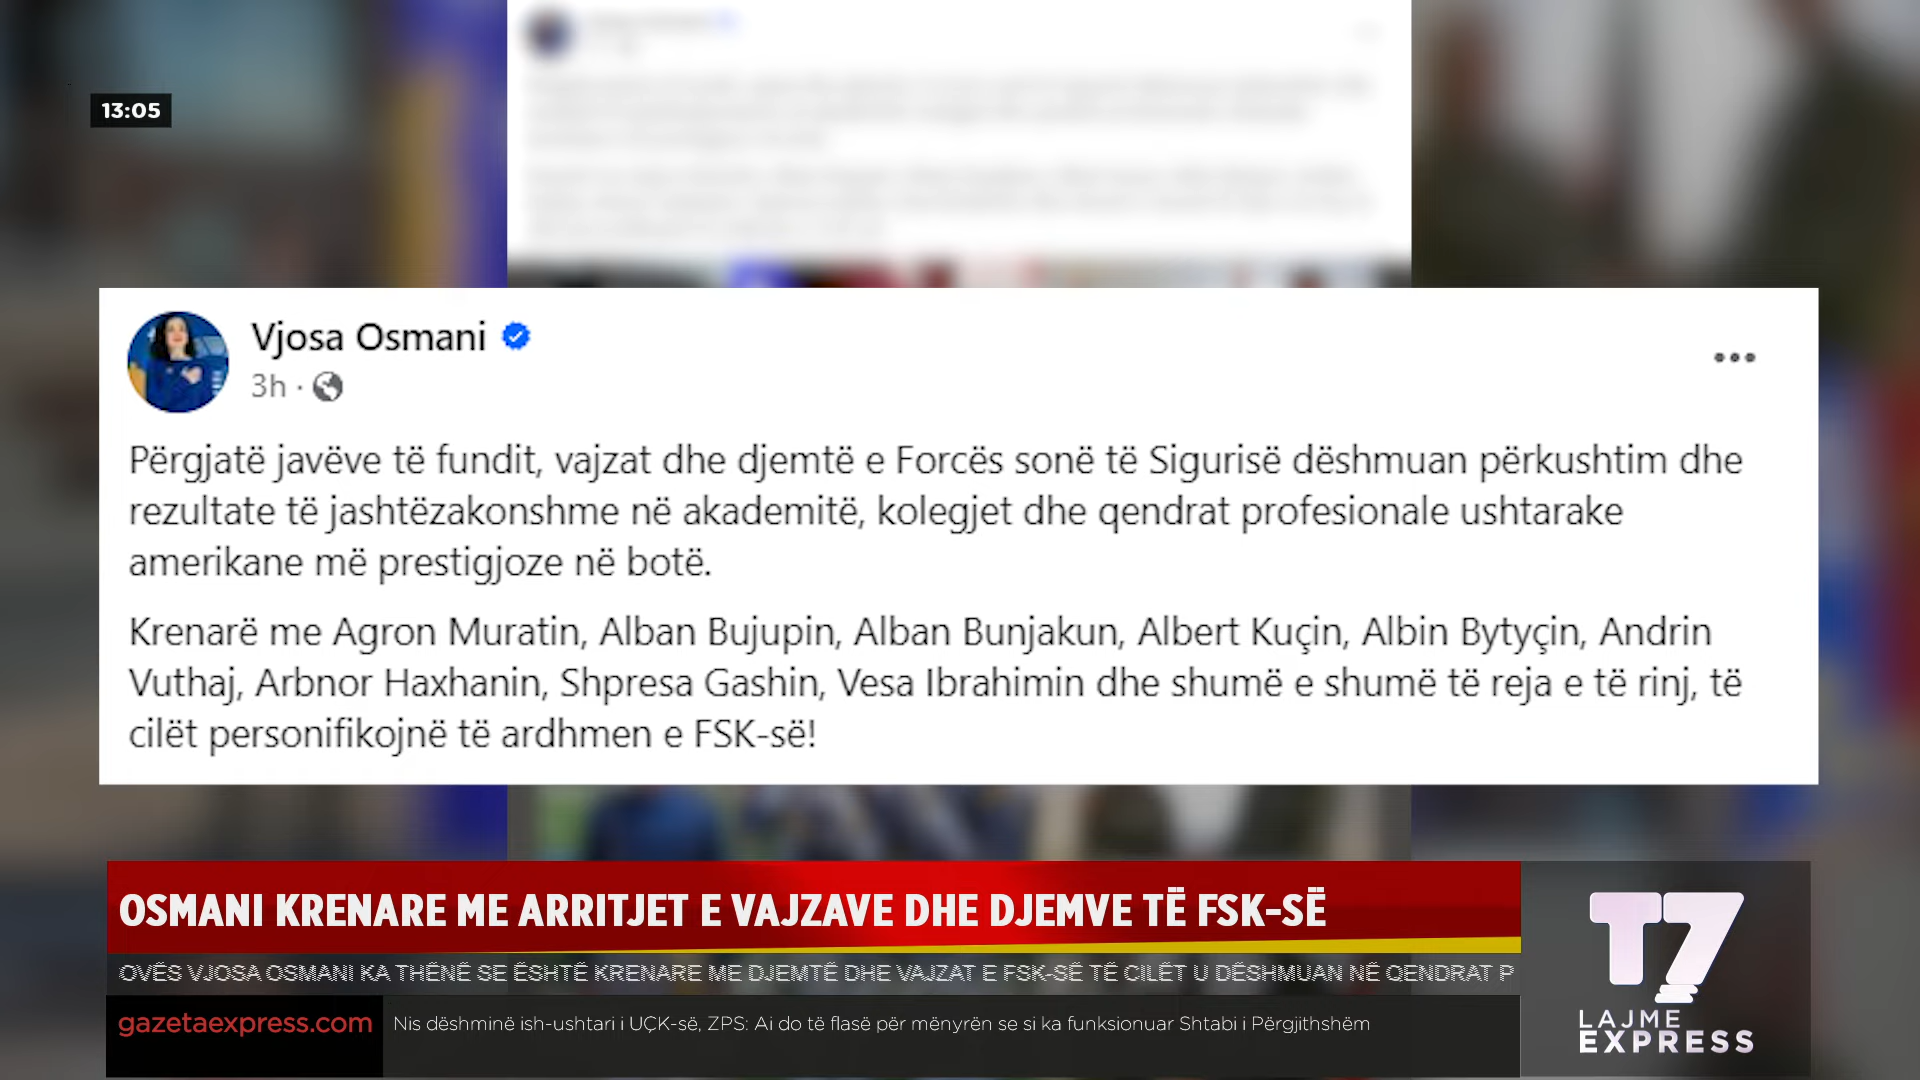 13:05
Vjosa Osmani
3h ·
Përgjatë javëve të fundit, vajzat dhe djemtë e Forcës sonë të Sigurisë dëshmuan përkushtim dhe
rezultate të jashtëzakonshme në akademitë, kolegjet dhe qendrat profesionale ushtarake
amerikane më prestigjoze në botë.
Krenarë me Agron Muratin, Alban Bujupin, Alban Bunjakun, Albert Kuçin, Albin Bytyçin, Andrin
Vuthaj, Arbnor Haxhanin, Shpresa Gashin, Vesa Ibrahimin dhe shumë e shumë të reja e të rinj, të
cilët personifikojnë të ardhmen e FSK-së!
OSMANI KRENARE ME ARRITJET E VAJZAVE DHE DJEMVE TË FSK-SË
OVËS VJOSA OSMANI KA THËNË SE ËSHTË KRENARE ME DJEMTË DHE VAJZAT E FSK-SË TË CILËT U DËSHMUAN NË QENDRAT P
gazetaexpress.com
Nis dëshminë ish-ushtari i UÇK-së, ZPS: Ai do të flasë për mënyrën se si ka funksionuar Shtabi i Përgjithshëm
T7
LAJME
EXPRESS